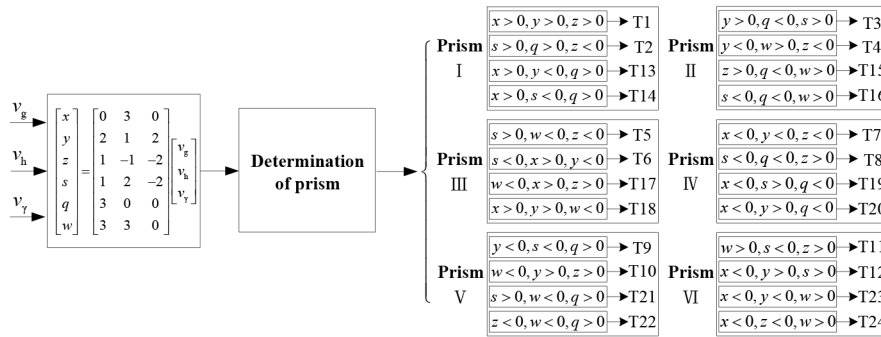 v_g
v_h
v_γ
[x y z s q w] = [0 3 0; 2 1 2; 1 −1 −2; 1 2 −2; 3 0 0; 3 3 0] [v_g v_h v_γ]
Determination
of prism
Prism
Ⅰ
x > 0, y > 0, z > 0 T1
s > 0, q > 0, z < 0 T2
x > 0, y < 0, q > 0 T13
x > 0, s < 0, q > 0 T14
Prism
Ⅱ
y > 0, q < 0, s > 0 T3
y < 0, w > 0, z < 0 T4
z > 0, q < 0, w > 0 T15
s < 0, q < 0, w > 0 T16
Prism
Ⅲ
s > 0, w < 0, z < 0 T5
s < 0, x > 0, y < 0 T6
w < 0, x > 0, z > 0 T17
x > 0, y > 0, w < 0 T18
Prism
Ⅳ
x < 0, y < 0, z < 0 T7
s < 0, q < 0, z > 0 T8
x < 0, s > 0, q < 0 T19
x < 0, y > 0, q < 0 T20
Prism
Ⅴ
y < 0, s < 0, q > 0 T9
w < 0, y > 0, z > 0 T10
s > 0, w < 0, q > 0 T21
z < 0, w < 0, q > 0 T22
Prism
Ⅵ
w > 0, s < 0, z > 0 T11
x < 0, y > 0, s > 0 T12
x < 0, y < 0, w > 0 T23
x < 0, z < 0, w > 0 T24